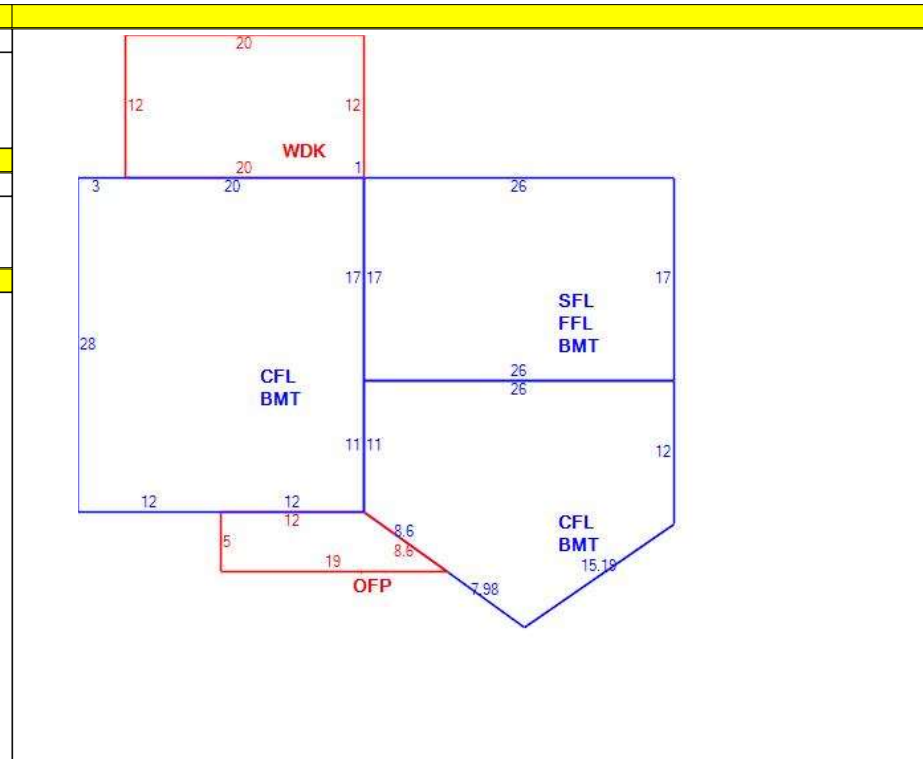 20
12 12
WDK
20 1
3 20 26
17 17 17
SFL
FFL
BMT
28
26
CFL
BMT
26
11 11 12
12 12
12
CFL
BMT
8.6
8.6
5
19
15.19
OFP
7.98